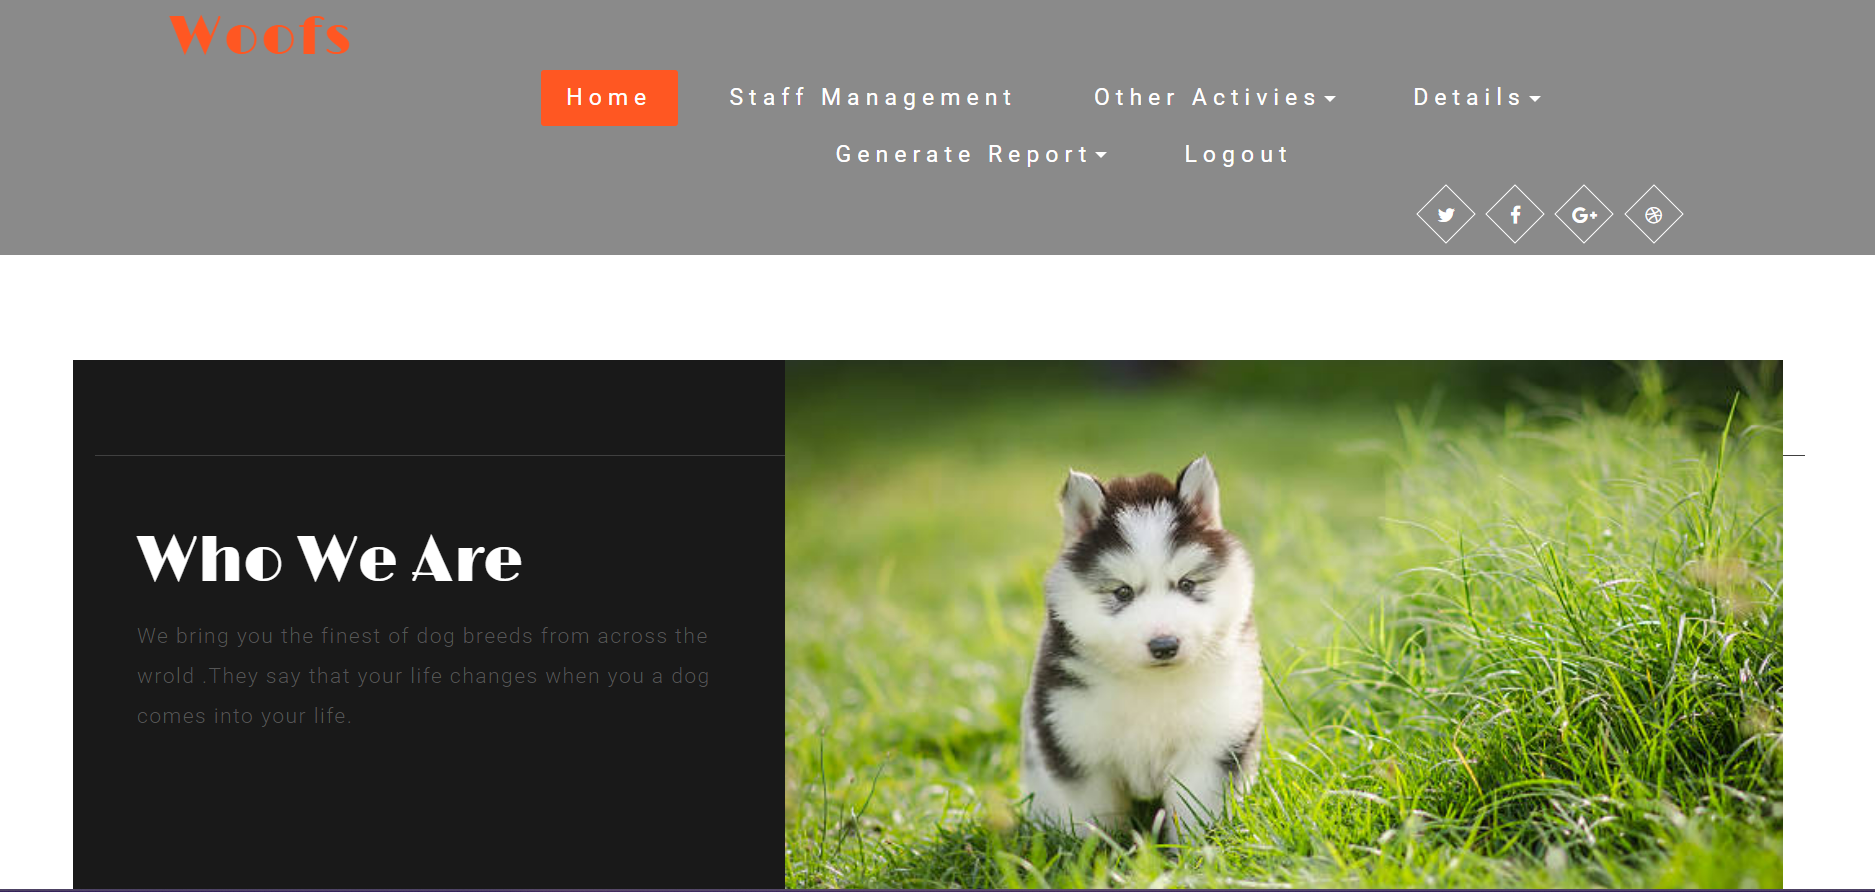 Woofs
Home Staff Management Other Activies Details
Generate Report Logout
Who We Are
We bring you the finest of dog breeds from across the
wrold .They say that your life changes when you a dog
comes into your life.